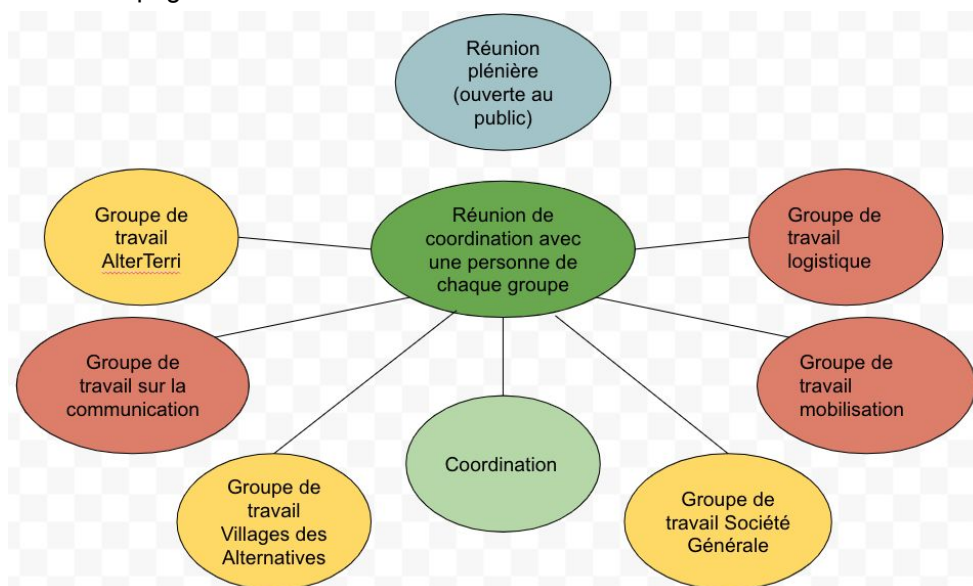 Réunion
plénière
(ouverte au
public)
Groupe de
travail
AlterTerri
Réunion de
coordination avec
une personne de
chaque groupe
Groupe de
travail
logistique
Groupe de
travail sur la
communication
Groupe de
travail
mobilisation
Groupe de
travail
Villages des
Alternatives
Coordination
Groupe de
travail Société
Générale